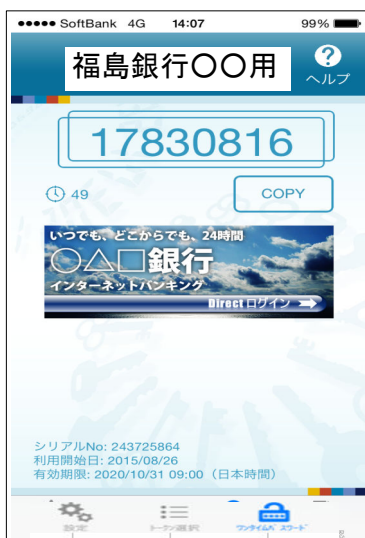 SoftBank 4G 14:07 99%
福島銀行〇〇用
?
ヘルプ
17830816
49
COPY
いつでも、どこからでも、24時間
〇△□銀行
インターネットバンキング
Direct ログイン
シリアルNo: 243725864
利用開始日: 2015/08/26
有効期限: 2020/10/31 09:00（日本時間）
設定 トークン選択 ワンタイムパスワード